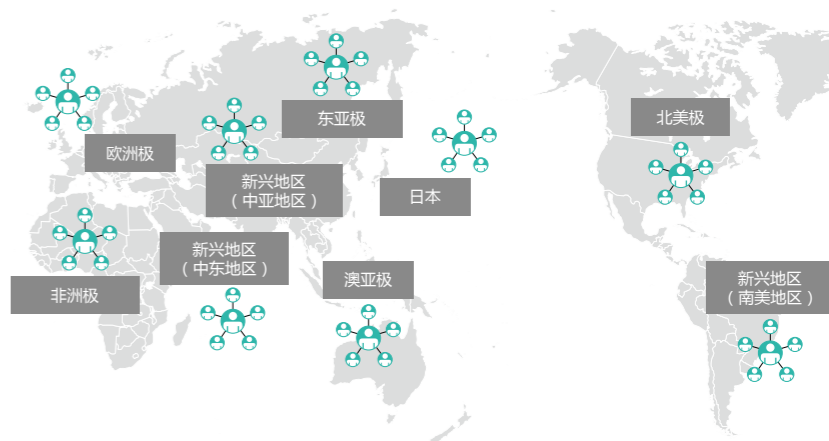 东亚极
北美极
欧洲极
新兴地区
（中亚地区）
日本
新兴地区
（中东地区）
非洲极
澳亚极
新兴地区
（南美地区）